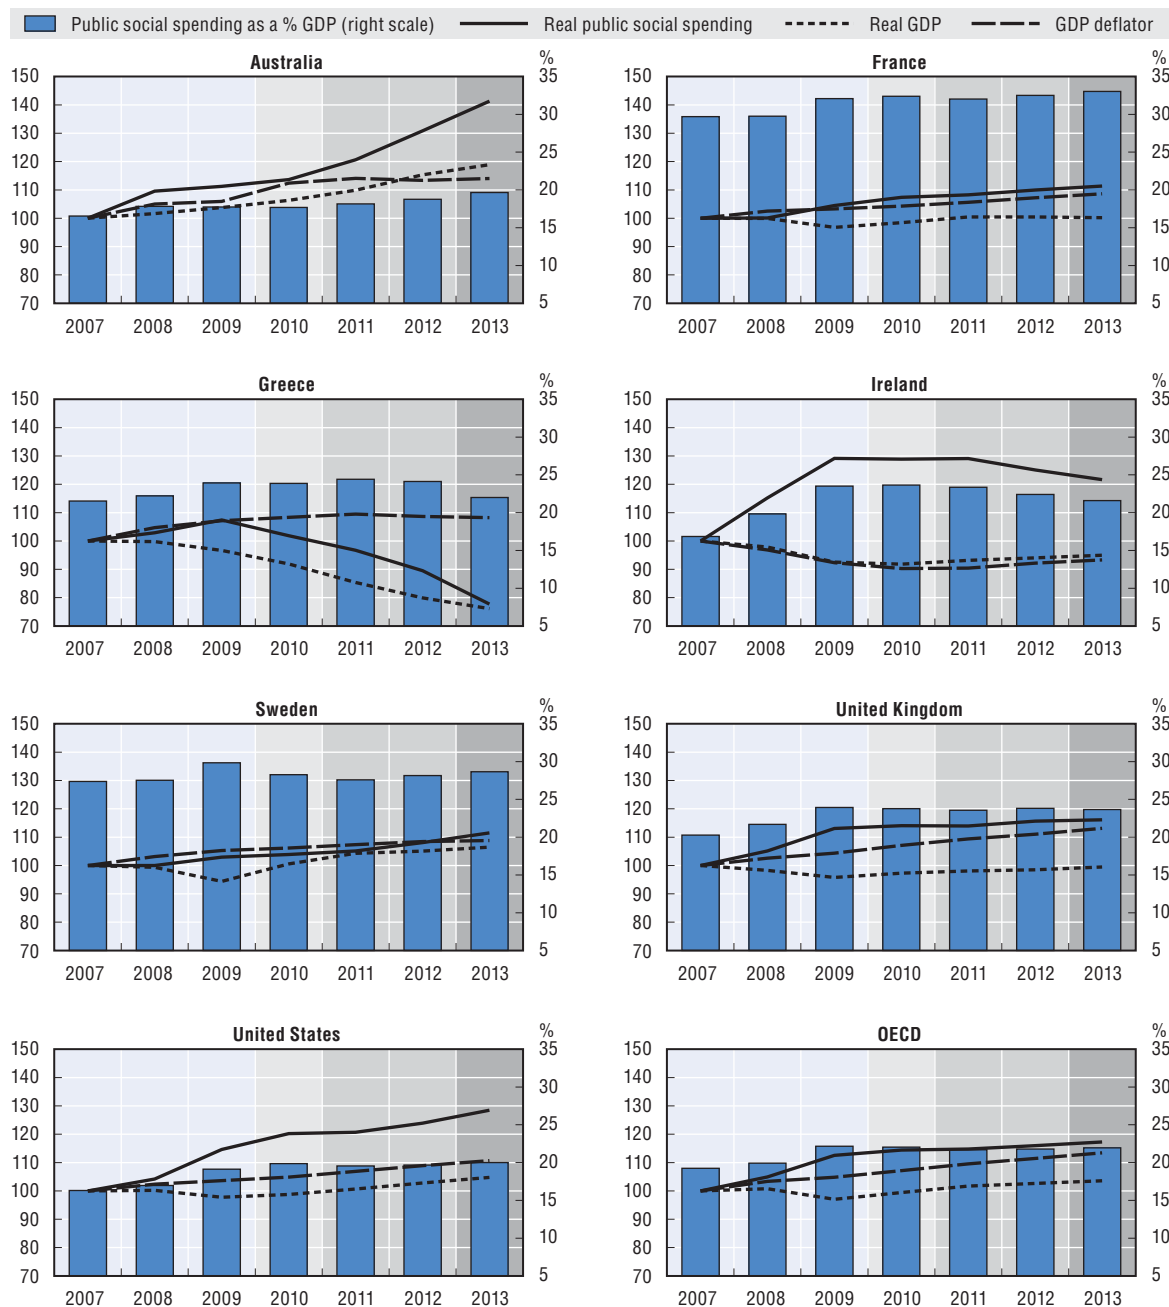 Public social spending as a % GDP (right scale) Real public social spending Real GDP GDP deflator
Australia % France %
150 35 150 35
140 30 140 30
130 130
120 25 120 25
110 20 110 20
100 100
90 15 90 15
80 10 80 10
70 5 70 5
2007 2008 2009 2010 2011 2012 2013 2007 2008 2009 2010 2011 2012 2013
Greece % Ireland %
150 35 150 35
140 30 140 30
130 130
120 25 120 25
110 20 110 20
100 100
90 15 90 15
80 10 80 10
70 5 70 5
2007 2008 2009 2010 2011 2012 2013 2007 2008 2009 2010 2011 2012 2013
Sweden % United Kingdom %
150 35 150 35
140 30 140 30
130 130
120 25 120 25
110 20 110 20
100 100
90 15 90 15
80 10 80 10
70 5 70 5
2007 2008 2009 2010 2011 2012 2013 2007 2008 2009 2010 2011 2012 2013
United States % OECD %
150 35 150 35
140 30 140 30
130 130
120 25 120 25
110 20 110 20
100 100
90 15 90 15
80 10 80 10
70 5 70 5
2007 2008 2009 2010 2011 2012 2013 2007 2008 2009 2010 2011 2012 2013